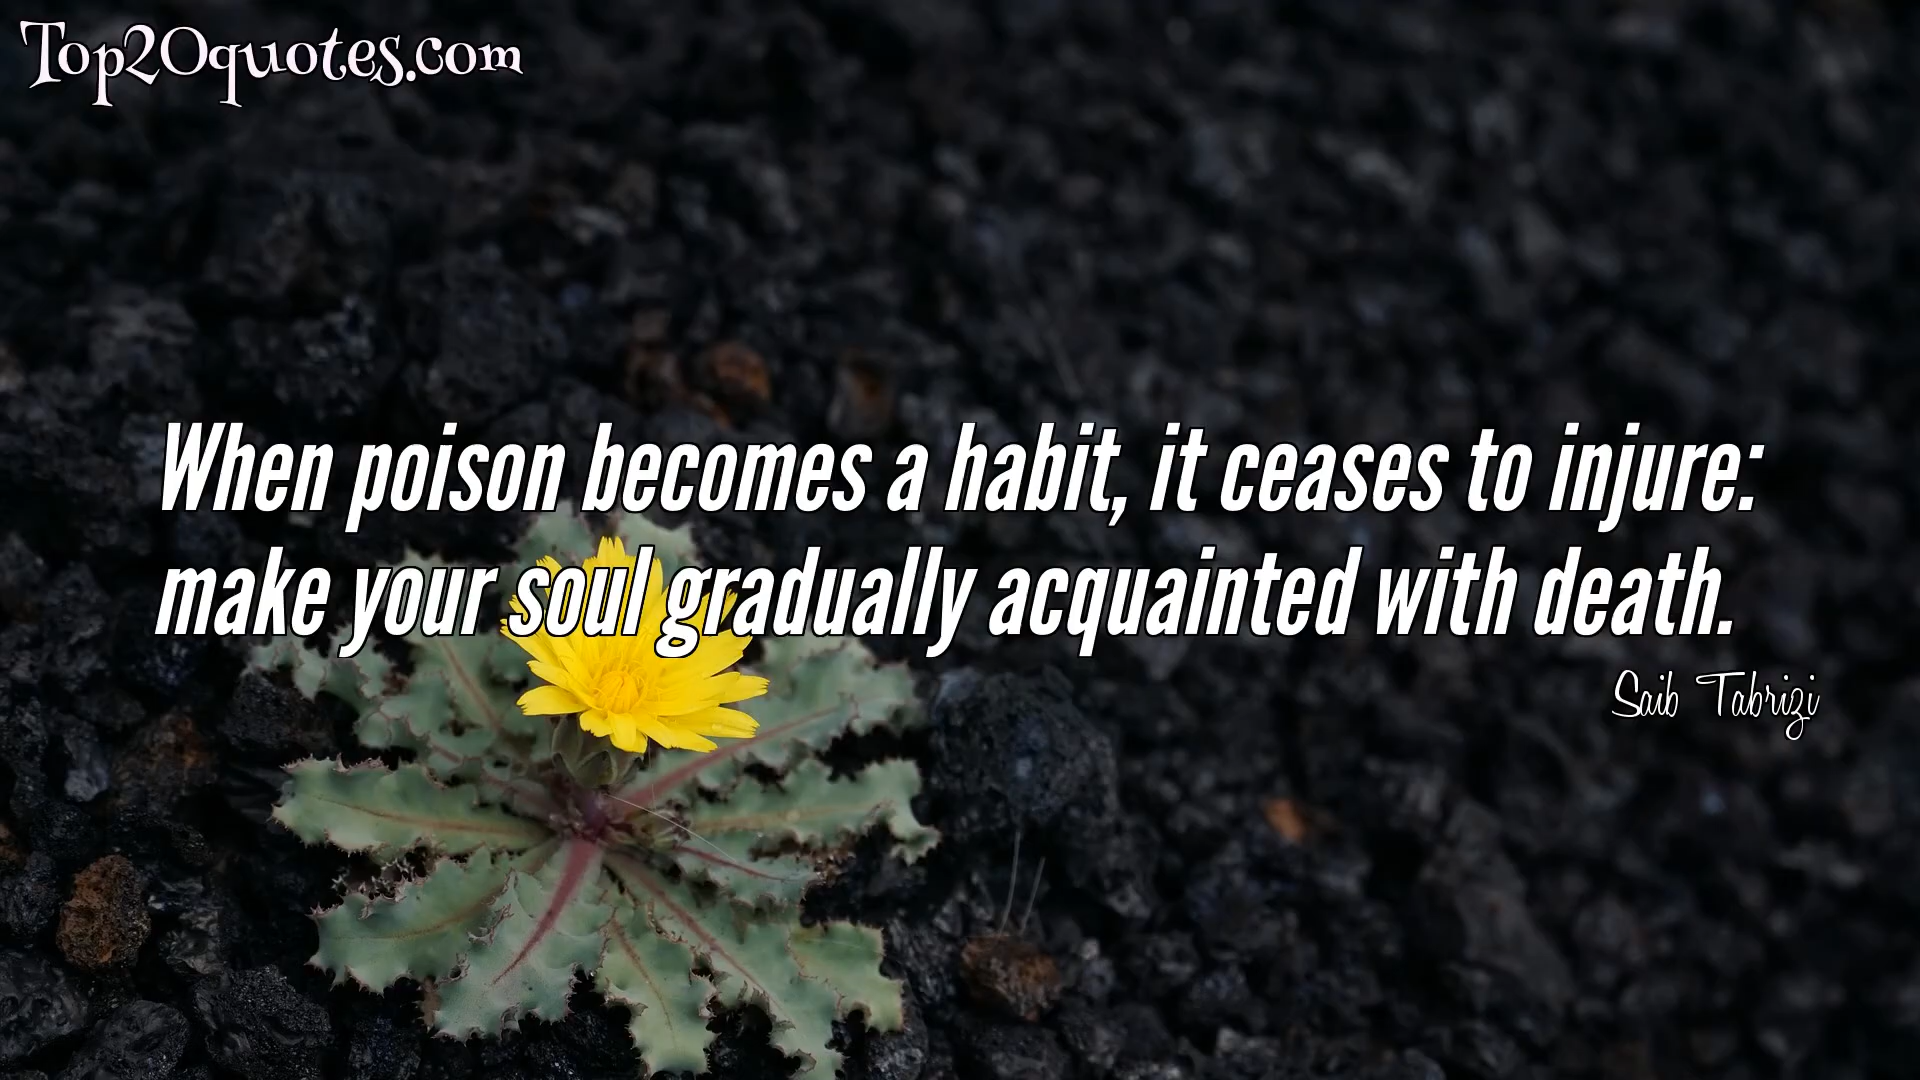 Top20quotes.com
When poison becomes a habit, it ceases to injure:
make your soul gradually acquainted with death.
Saib Tabrizi